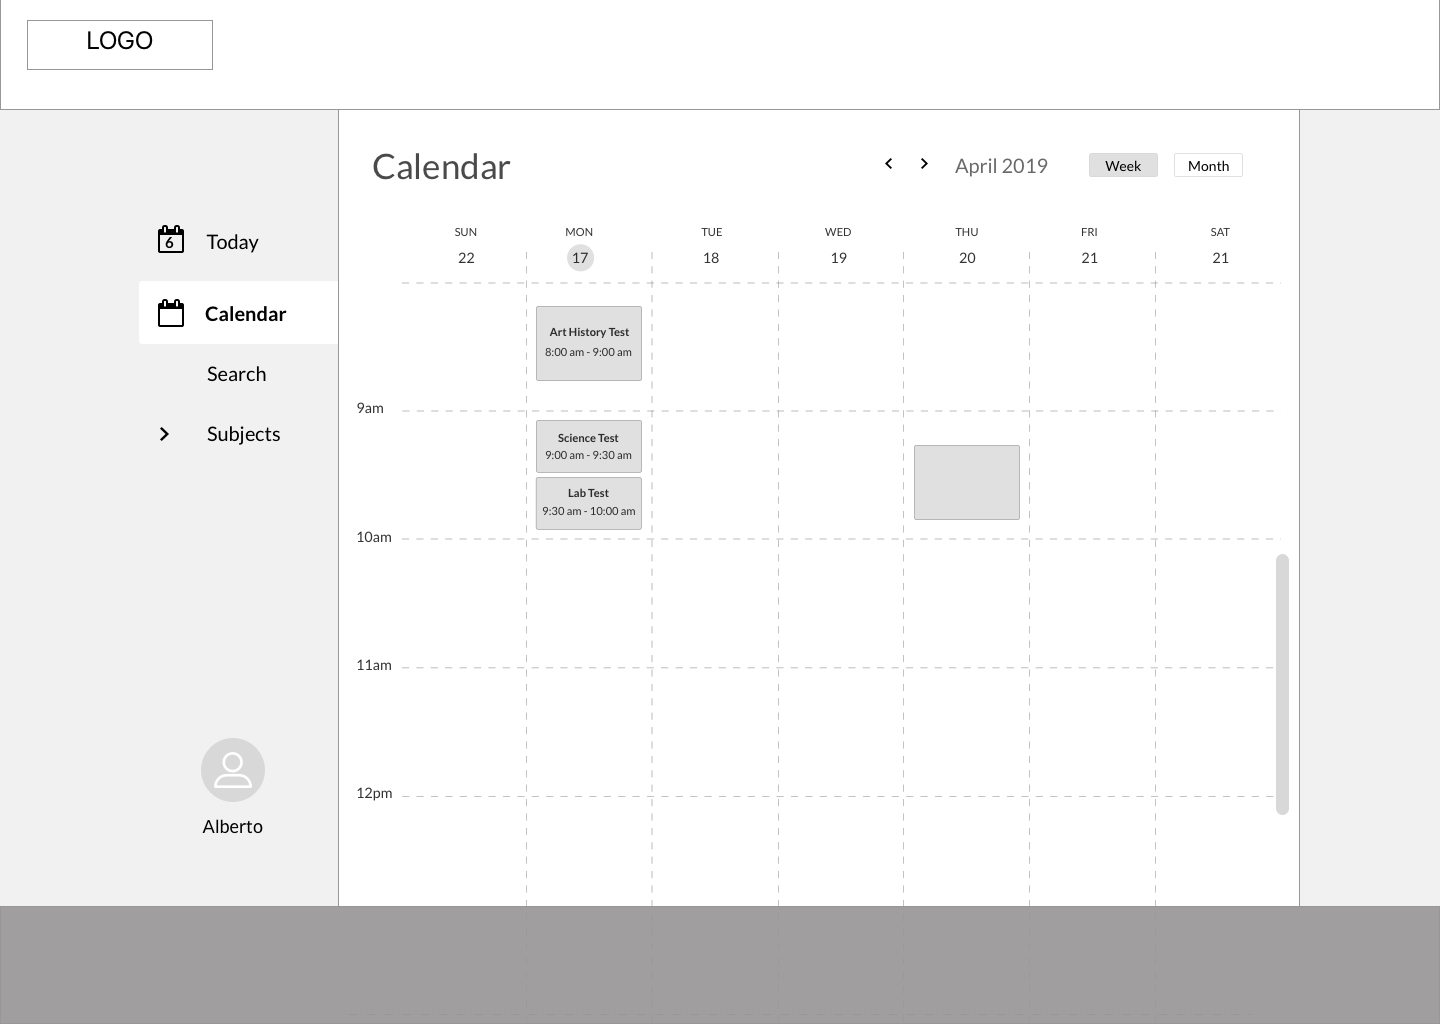 LOGO
Calendar
April 2019
Week
Month
SUN MON TUE WED THU FRI SAT
22 17 18 19 20 21 21
6
Today
Calendar
Search
Subjects
Art History Test
8:00 am - 9:00 am
9am
Science Test
9:00 am - 9:30 am
Lab Test
9:30 am - 10:00 am
10am
11am
12pm
Alberto